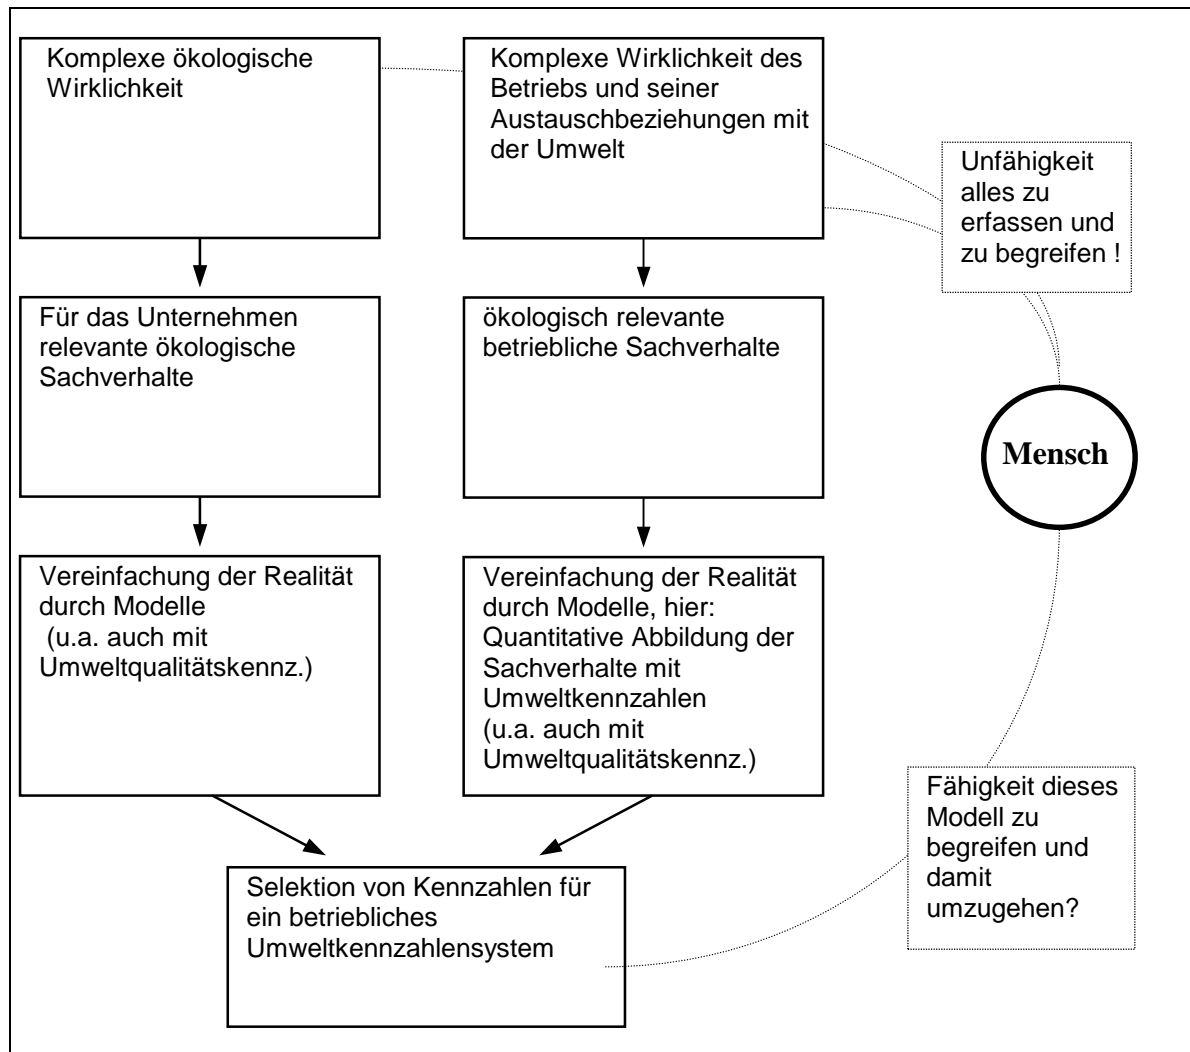 Komplexe ökologische
Wirklichkeit
Komplexe Wirklichkeit des
Betriebs und seiner
Austauschbeziehungen mit
der Umwelt
Unfähigkeit
alles zu
erfassen und
zu begreifen !
Für das Unternehmen
relevante ökologische
Sachverhalte
ökologisch relevante
betriebliche Sachverhalte
Mensch
Vereinfachung der Realität
durch Modelle
(u.a. auch mit
Umweltqualitätskennz.)
Vereinfachung der Realität
durch Modelle, hier:
Quantitative Abbildung der
Sachverhalte mit
Umweltkennzahlen
(u.a. auch mit
Umweltqualitätskennz.)
Fähigkeit dieses
Modell zu
begreifen und
damit
umzugehen?
Selektion von Kennzahlen für
ein betriebliches
Umweltkennzahlensystem